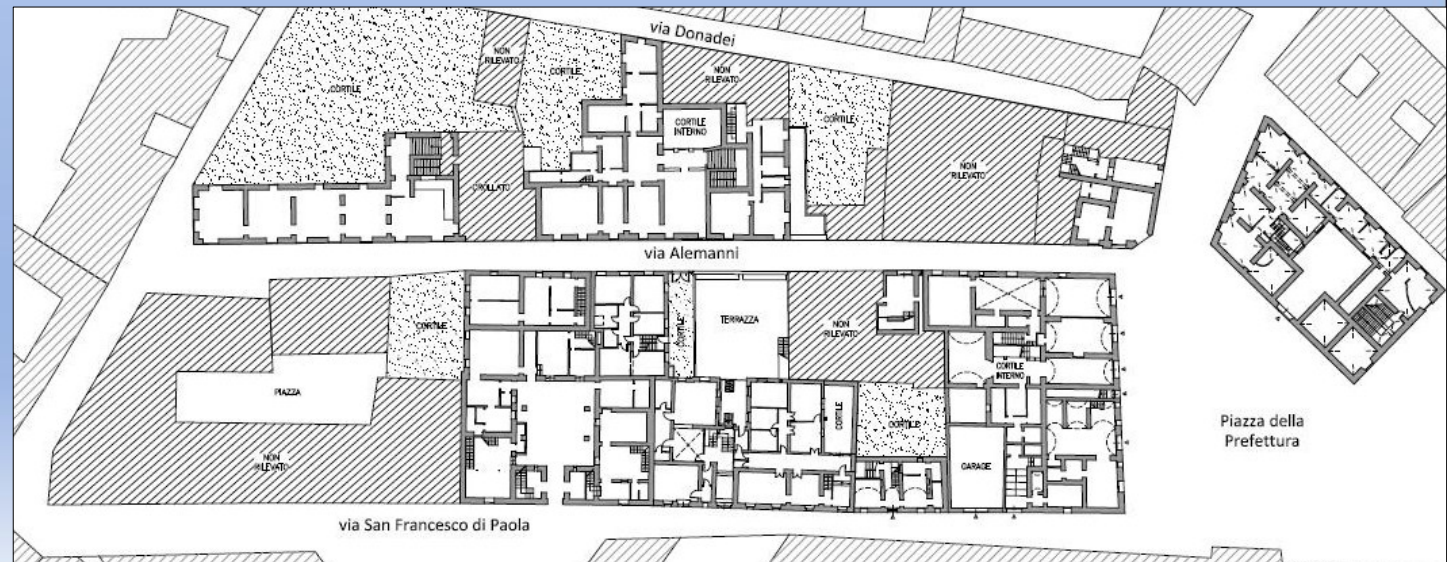 via Donadei
NON
RILEVATO
CORTILE
CORTILE
NON
RILEVATO
CORTILE
INTERNO
CORTILE
NON
RILEVATO
CROLLATO
via Alemanni
CORTILE
CORTILE
TERRAZZA
NON
RILEVATO
CORTILE
INTERNO
PIAZZA
CORTILE
CORTILE
Piazza della
Prefettura
NON
RILEVATO
GARAGE
via San Francesco di Paola